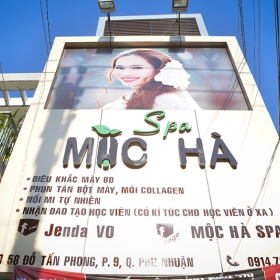 Spa
MỘC HÀ
• ĐIÊU KHẮC MÀY 6D
• PHUN TÁN BỘT MÀY, MÔI COLLAGEN
• NỐI MI TỰ NHIÊN
• NHẬN ĐÀO TẠO HỌC VIÊN (CÓ KÍ TÚC CHO HỌC VIÊN Ở XA)
Jenda VO MỘC HÀ SPA
58 ĐỖ TẤN PHONG, P. 9, Q. PHÚ NHUẬN 0914